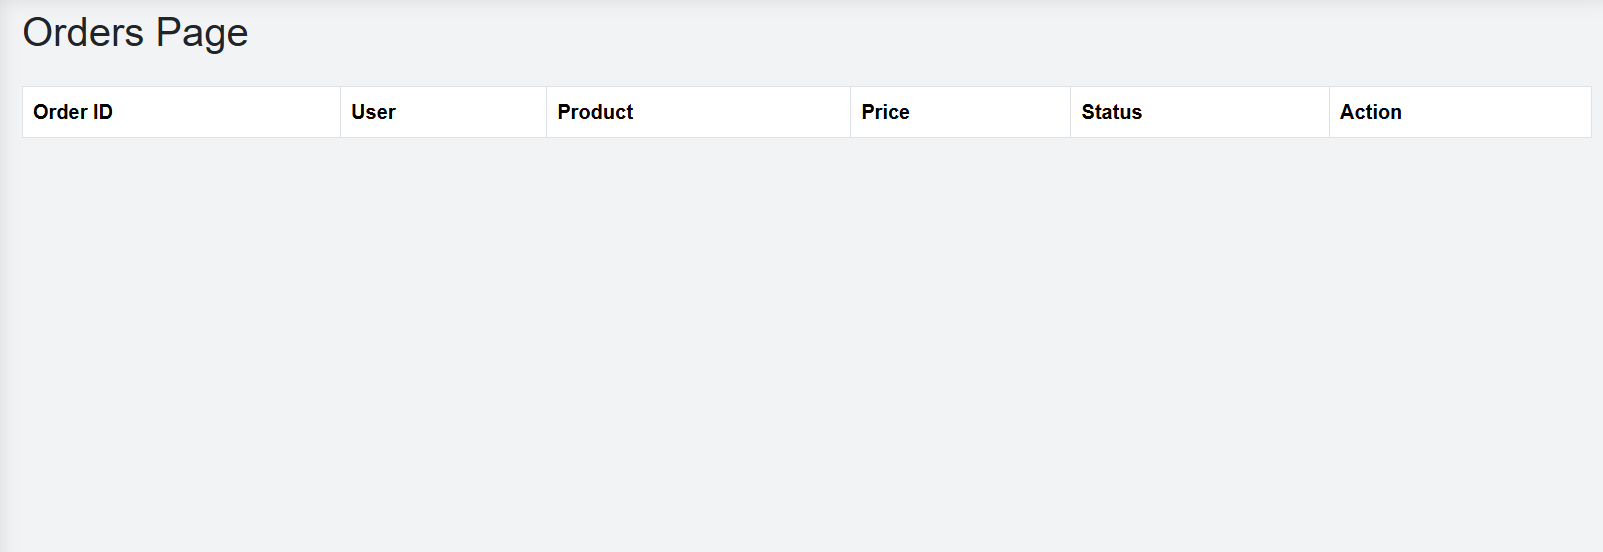 Orders Page
Order ID User Product Price Status Action